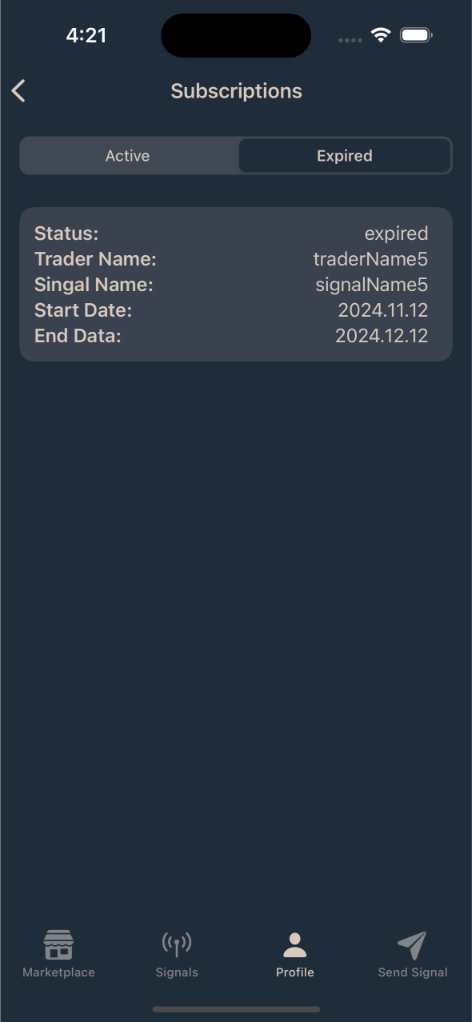 4:21
Subscriptions
Active Expired
Status: expired
Trader Name: traderName5
Singal Name: signalName5
Start Date: 2024.11.12
End Data: 2024.12.12
Marketplace Signals Profile Send Signal